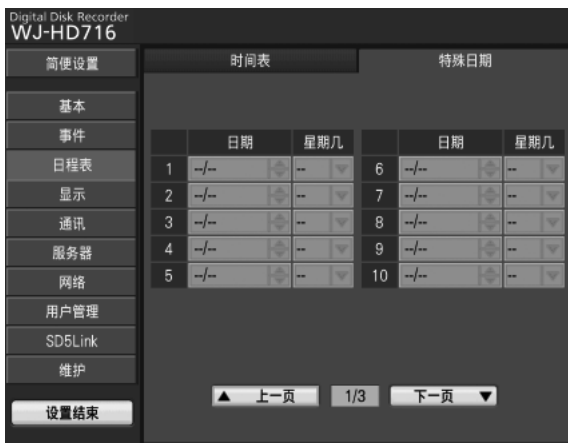 Digital Disk Recorder
WJ-HD716
简便设置
基本
事件
日程表
显示
通讯
服务器
网络
用户管理
SD5Link
维护
设置结束
时间表 特殊日期
日期 星期几 日期 星期几
1 --/-- -- 6 --/-- --
2 --/-- -- 7 --/-- --
3 --/-- -- 8 --/-- --
4 --/-- -- 9 --/-- --
5 --/-- -- 10 --/-- --
▲ 上一页 1/3 下一页 ▼